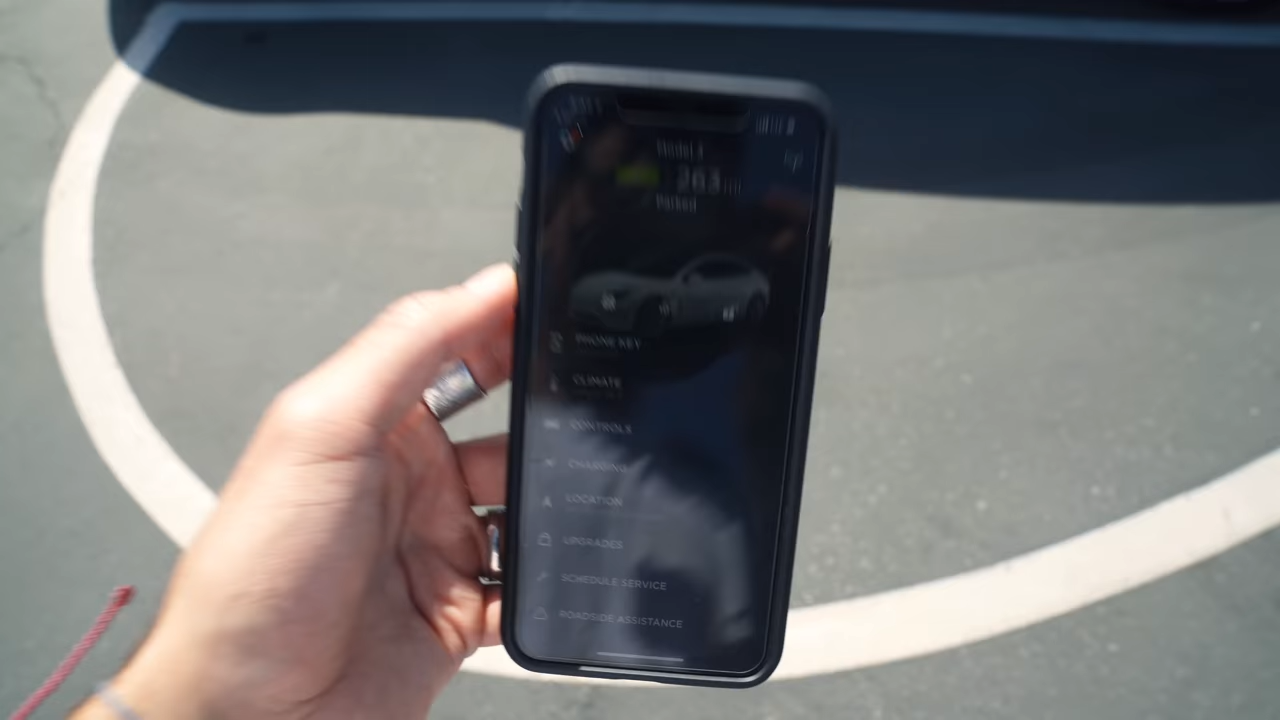 Model 3
263 mi
Parked
PHONE KEY
CLIMATE
CONTROLS
CHARGING
LOCATION
UPGRADES
SCHEDULE SERVICE
ROADSIDE ASSISTANCE